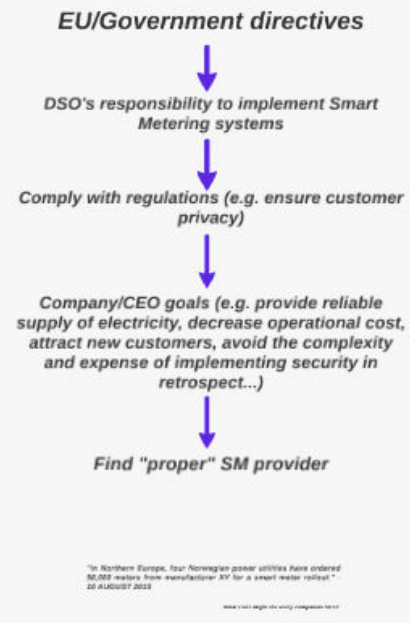 EU/Government directives
DSO's responsibility to implement Smart
Metering systems
Comply with regulations (e.g. ensure customer
privacy)
Company/CEO goals (e.g. provide reliable
supply of electricity, decrease operational cost,
attract new customers, avoid the complexity
and expense of implementing security in
retrospect...)
Find "proper" SM provider
"In Northern Europe, four Norwegian power utilities have ordered
50,000 meters from manufacturer XY for a smart meter rollout."
10 AUGUST 2015